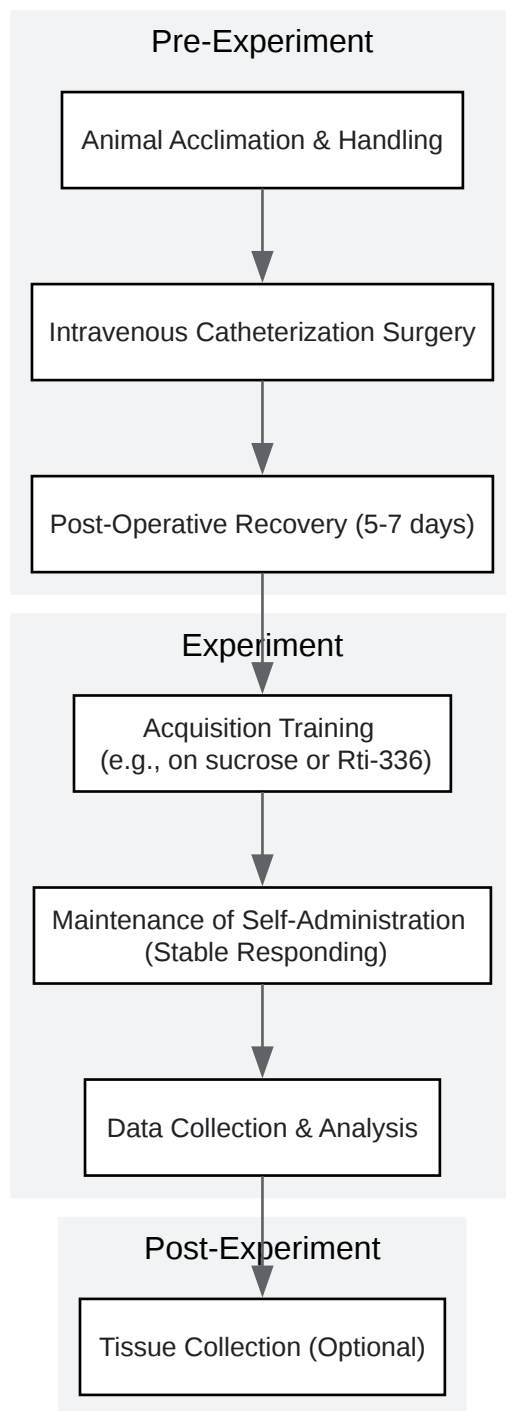 Pre-Experiment
Animal Acclimation & Handling
Intravenous Catheterization Surgery
Post-Operative Recovery (5-7 days)
Experiment
Acquisition Training
(e.g., on sucrose or Rti-336)
Maintenance of Self-Administration
(Stable Responding)
Data Collection & Analysis
Post-Experiment
Tissue Collection (Optional)